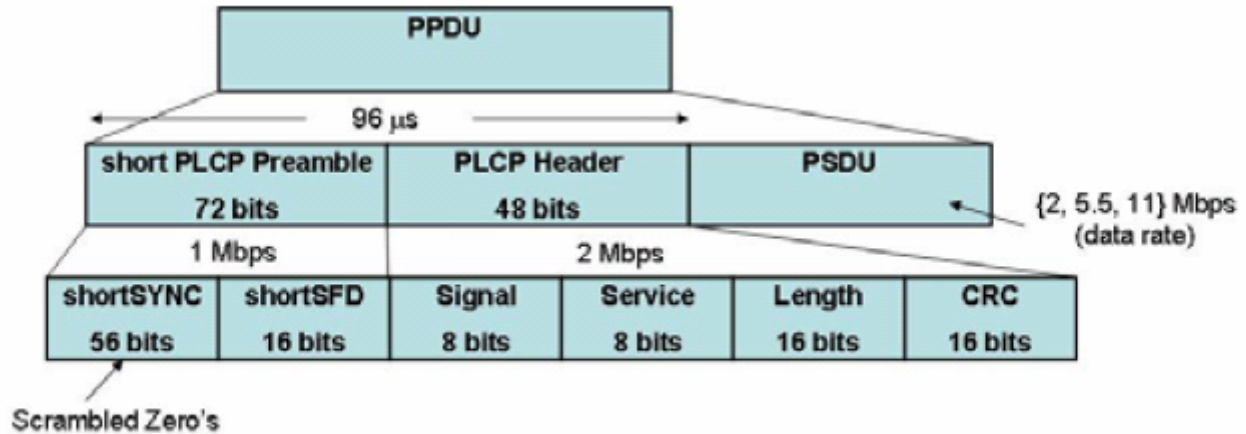 PPDU
96 μs
short PLCP Preamble
72 bits
PLCP Header
48 bits
PSDU
{2, 5.5, 11} Mbps
(data rate)
1 Mbps
2 Mbps
shortSYNC
56 bits
shortSFD
16 bits
Signal
8 bits
Service
8 bits
Length
16 bits
CRC
16 bits
Scrambled Zero's